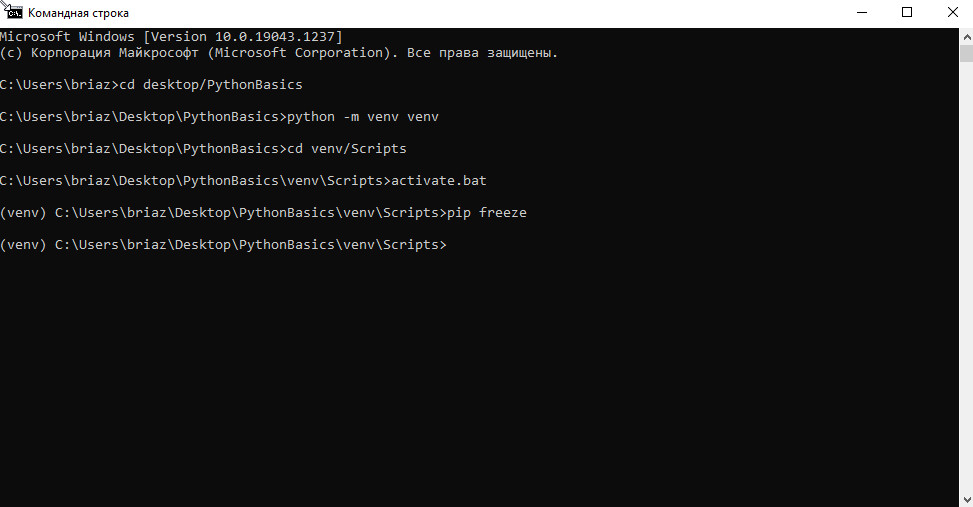 Командная строка
Microsoft Windows [Version 10.0.19043.1237]
(c) Корпорация Майкрософт (Microsoft Corporation). Все права защищены.
C:\Users\briaz>cd desktop/PythonBasics
C:\Users\briaz\Desktop\PythonBasics>python -m venv venv
C:\Users\briaz\Desktop\PythonBasics>cd venv/Scripts
C:\Users\briaz\Desktop\PythonBasics\venv\Scripts>activate.bat
(venv) C:\Users\briaz\Desktop\PythonBasics\venv\Scripts>pip freeze
(venv) C:\Users\briaz\Desktop\PythonBasics\venv\Scripts>